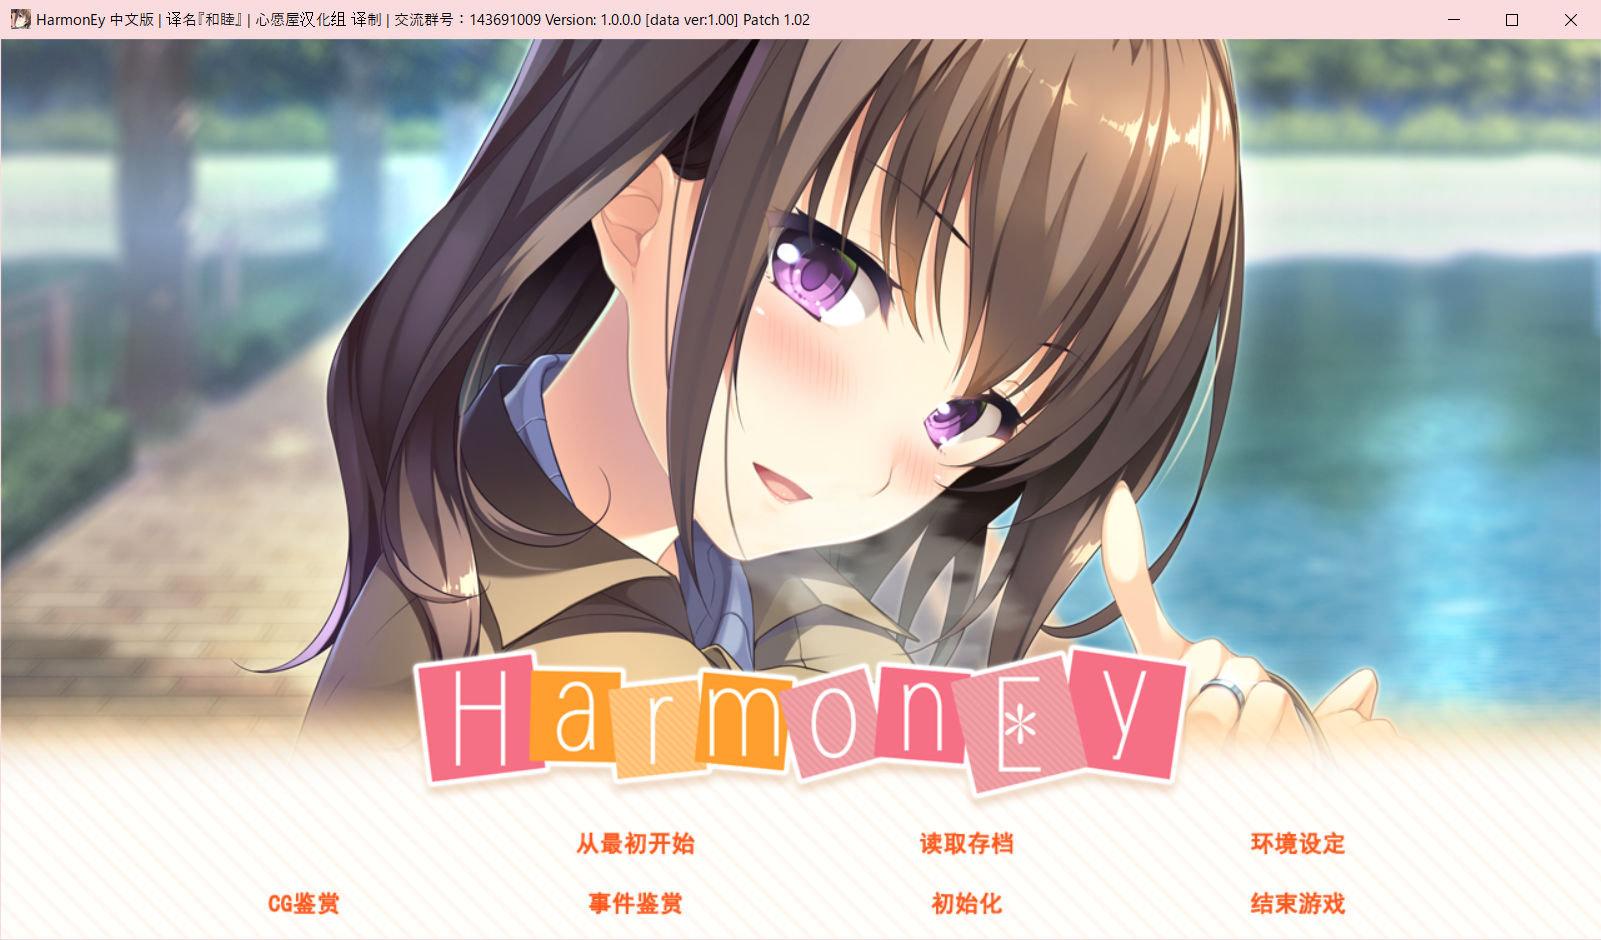 HarmonEy 中文版 | 译名『和睦』 | 心愿屋汉化组 译制 | 交流群号：143691009 Version: 1.0.0.0 [data ver:1.00] Patch 1.02
HarmonEy
从最初开始 读取存档 环境设定
CG鉴赏 事件鉴赏 初始化 结束游戏